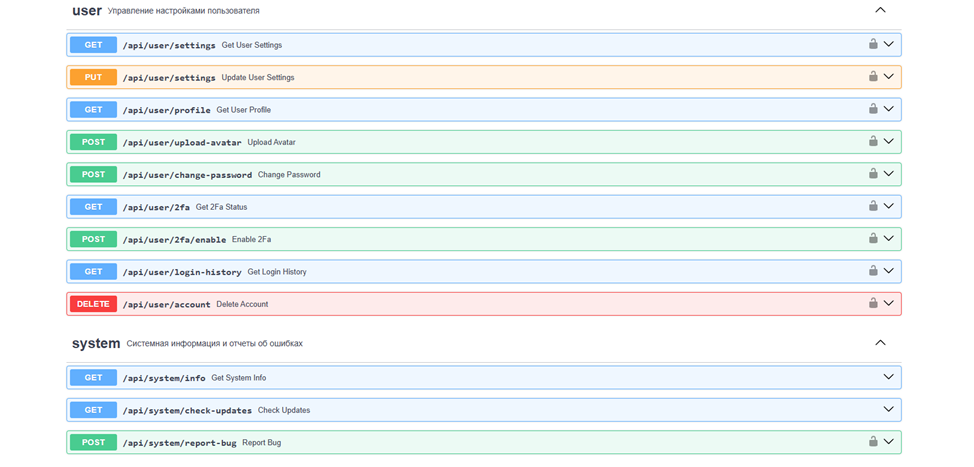 user Управление настройками пользователя
GET /api/user/settings Get User Settings
PUT /api/user/settings Update User Settings
GET /api/user/profile Get User Profile
POST /api/user/upload-avatar Upload Avatar
POST /api/user/change-password Change Password
GET /api/user/2fa Get 2Fa Status
POST /api/user/2fa/enable Enable 2Fa
GET /api/user/login-history Get Login History
DELETE /api/user/account Delete Account
system Системная информация и отчеты об ошибках
GET /api/system/info Get System Info
GET /api/system/check-updates Check Updates
POST /api/system/report-bug Report Bug